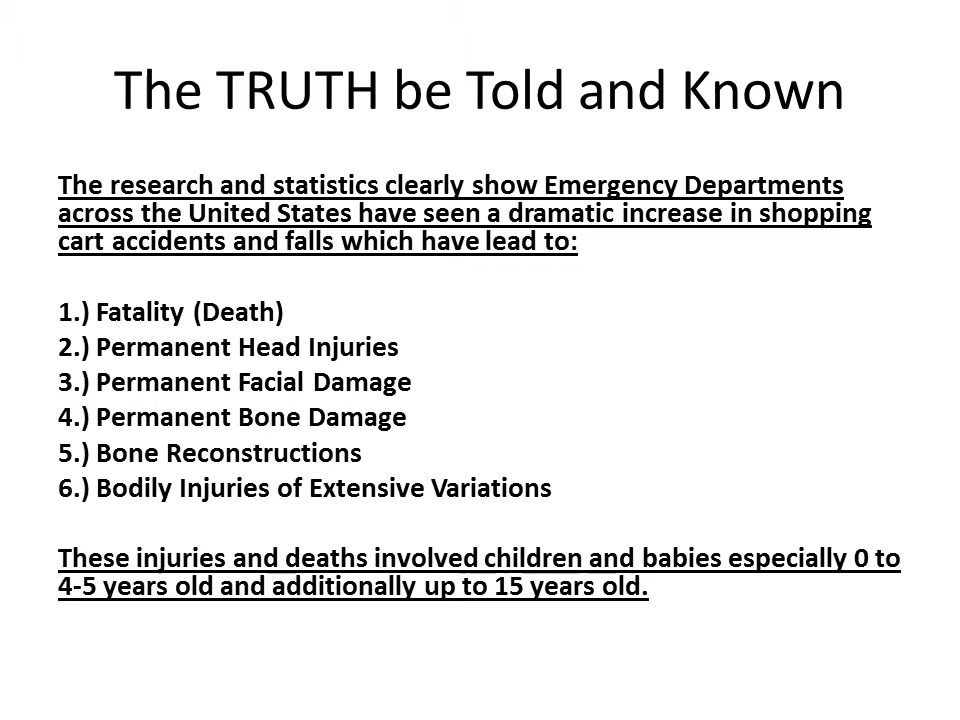 The TRUTH be Told and Known
The research and statistics clearly show Emergency Departments
across the United States have seen a dramatic increase in shopping
cart accidents and falls which have lead to:
1.) Fatality (Death)
2.) Permanent Head Injuries
3.) Permanent Facial Damage
4.) Permanent Bone Damage
5.) Bone Reconstructions
6.) Bodily Injuries of Extensive Variations
These injuries and deaths involved children and babies especially 0 to
4-5 years old and additionally up to 15 years old.